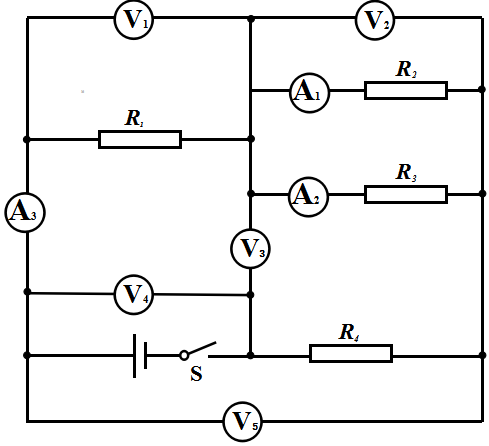 V₁ V₂
A₁ R₂
R₁
A₂ R₃
A₃
V₃
V₄
R₄
S
V₅